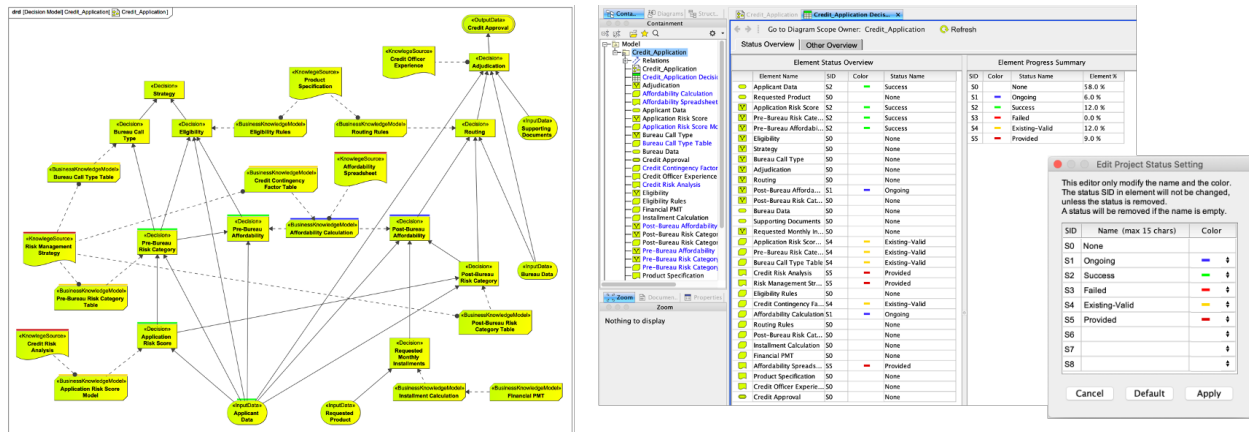 drd [Decision Model] Credit_Application[ Credit_Application ]
«OutputData»
Credit Approval
«KnowlegeSource»
Credit Officer
Experience
«Decision»
Adjudication
«KnowlegeSource»
Product
Specification
«Decision»
Strategy
«Decision»
Bureau Call
Type
«Decision»
Eligibility
«BusinessKnowledgeModel»
Eligibility Rules
«BusinessKnowledgeModel»
Routing Rules
«Decision»
Routing
«InputData»
Supporting
Documents
«BusinessKnowledgeModel»
Bureau Call Type Table
«BusinessKnowledgeModel»
Credit Contingency
Factor Table
«KnowlegeSource»
Affordability
Spreadsheet
«KnowlegeSource»
Risk Management
Strategy
«Decision»
Pre-Bureau
Risk Category
«Decision»
Pre-Bureau
Affordability
«BusinessKnowledgeModel»
Affordability Calculation
«Decision»
Post-Bureau
Affordability
«Decision»
Post-Bureau
Risk Category
«InputData»
Bureau Data
«BusinessKnowledgeModel»
Pre-Bureau Risk Category
Table
«BusinessKnowledgeModel»
Post-Bureau Risk
Category Table
«KnowlegeSource»
Credit Risk
Analysis
«Decision»
Application
Risk Score
«Decision»
Requested
Monthly
Installments
«BusinessKnowledgeModel»
Application Risk Score
Model
«InputData»
Applicant
Data
«InputData»
Requested
Product
«BusinessKnowledgeModel»
Installment Calculation
«BusinessKnowledgeModel»
Financial PMT
Conta...
Diagrams
Struct...
Containment
Model
Credit_Application
Relations
Credit_Application
Credit_Application Decisi
Adjudication
Affordability Calculation
Affordability Spreadsheet
Applicant Data
Application Risk Score
Application Risk Score Mo
Bureau Call Type
Bureau Call Type Table
Bureau Data
Credit Approval
Credit Contingency Factor
Credit Officer Experience
Credit Risk Analysis
Eligibility
Eligibility Rules
Financial PMT
Installment Calculation
Post-Bureau Affordability
Post-Bureau Risk Categor
Post-Bureau Risk Categor
Pre-Bureau Affordability
Pre-Bureau Risk Category
Pre-Bureau Risk Category
Product Specification
Zoom
Documen...
Properties
Zoom
Nothing to display
Credit_Application
Credit_Application Decis...
Go to Diagram Scope Owner: Credit_Application Refresh
Status Overview Other Overview
Element Status Overview
Element Name SID Color Status Name
Applicant Data S2 Success
Requested Product S0 None
Application Risk Score S2 Success
Pre-Bureau Risk Cate... S2 Success
Pre-Bureau Affordabi... S2 Success
Eligibility S0 None
Strategy S0 None
Bureau Call Type S0 None
Adjudication S0 None
Routing S0 None
Post-Bureau Afforda... S1 Ongoing
Post-Bureau Risk Cat... S0 None
Bureau Data S0 None
Supporting Documents S0 None
Requested Monthly In... S0 None
Application Risk Scor... S4 Existing-Valid
Pre-Bureau Risk Cate... S4 Existing-Valid
Bureau Call Type Table S4 Existing-Valid
Credit Risk Analysis S5 Provided
Risk Management Str... S5 Provided
Eligibility Rules S0 None
Credit Contingency Fa... S4 Existing-Valid
Affordability Calculation S1 Ongoing
Routing Rules S0 None
Post-Bureau Risk Cat... S0 None
Installment Calculation S0 None
Financial PMT S0 None
Affordability Spreads... S5 Provided
Product Specification S0 None
Credit Officer Experie... S0 None
Credit Approval S0 None
Element Progress Summary
SID Color Status Name Element %
S0 None 58.0 %
S1 Ongoing 6.0 %
S2 Success 12.0 %
S3 Failed 0.0 %
S4 Existing-Valid 12.0 %
S5 Provided 9.0 %
Edit Project Status Setting
This editor only modify the name and the color.
The status SID in element will not be changed,
unless the status is removed.
A status will be removed if the name is empty.
SID Name (max 15 chars) Color
S0 None
S1 Ongoing
S2 Success
S3 Failed
S4 Existing-Valid
S5 Provided
S6
S7
S8
Cancel Default Apply